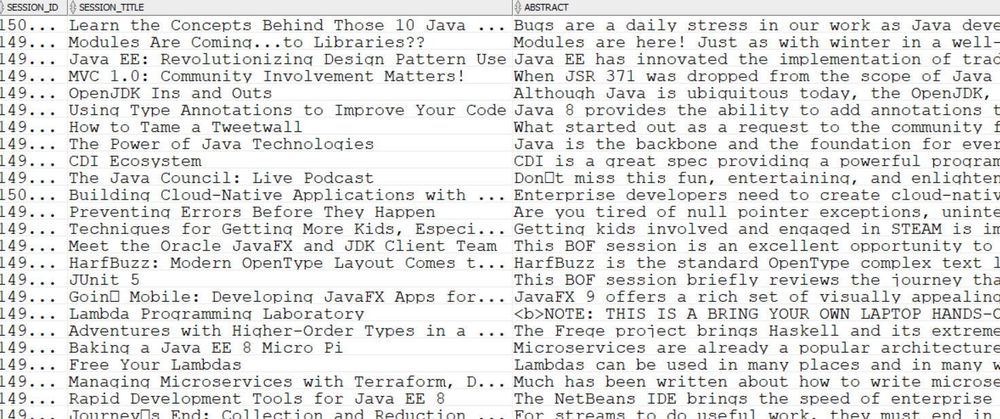 SESSION_ID SESSION_TITLE ABSTRACT
150... Learn the Concepts Behind Those 10 Java ... Bugs are a daily stress in our work as Java deve
149... Modules Are Coming...to Libraries?? Modules are here! Just as with winter in a well-
149... Java EE: Revolutionizing Design Pattern Use Java EE has innovated the implementation of trad
149... MVC 1.0: Community Involvement Matters! When JSR 371 was dropped from the scope of Java
149... OpenJDK Ins and Outs Although Java is ubiquitous today, the OpenJDK,
149... Using Type Annotations to Improve Your Code Java 8 provides the ability to add annotations t
149... How to Tame a Tweetwall What started out as a request to the community f
149... The Power of Java Technologies Java is the backbone and the foundation for ever
149... CDI Ecosystem CDI is a great spec providing a powerful program
149... The Java Council: Live Podcast Don□t miss this fun, entertaining, and enlighten
150... Building Cloud-Native Applications with ... Enterprise developers need to create cloud-nativ
149... Preventing Errors Before They Happen Are you tired of null pointer exceptions, uninte
149... Techniques for Getting More Kids, Especi... Getting kids involved and engaged in STEAM is im
149... Meet the Oracle JavaFX and JDK Client Team This BOF session is an excellent opportunity to
149... HarfBuzz: Modern OpenType Layout Comes t... HarfBuzz is the standard OpenType complex text l
149... JUnit 5 This BOF session briefly reviews the journey tha
149... Goin□ Mobile: Developing JavaFX Apps for... JavaFX 9 offers a rich set of visually appealing
149... Lambda Programming Laboratory <b>NOTE: THIS IS A BRING YOUR OWN LAPTOP HANDS-O
149... Adventures with Higher-Order Types in a ... The Frege project brings Haskell and its extreme
149... Baking a Java EE 8 Micro Pi Microservices are already a popular architecture
149... Free Your Lambdas Lambdas can be used in many places and in many w
149... Managing Microservices with Terraform, D... Much has been written about how to write microse
149... Rapid Development Tools for Java EE 8 The NetBeans IDE brings the speed of enterprise
149... Journey□s End: Collection and Reduction ... For streams to do useful work, they must end in